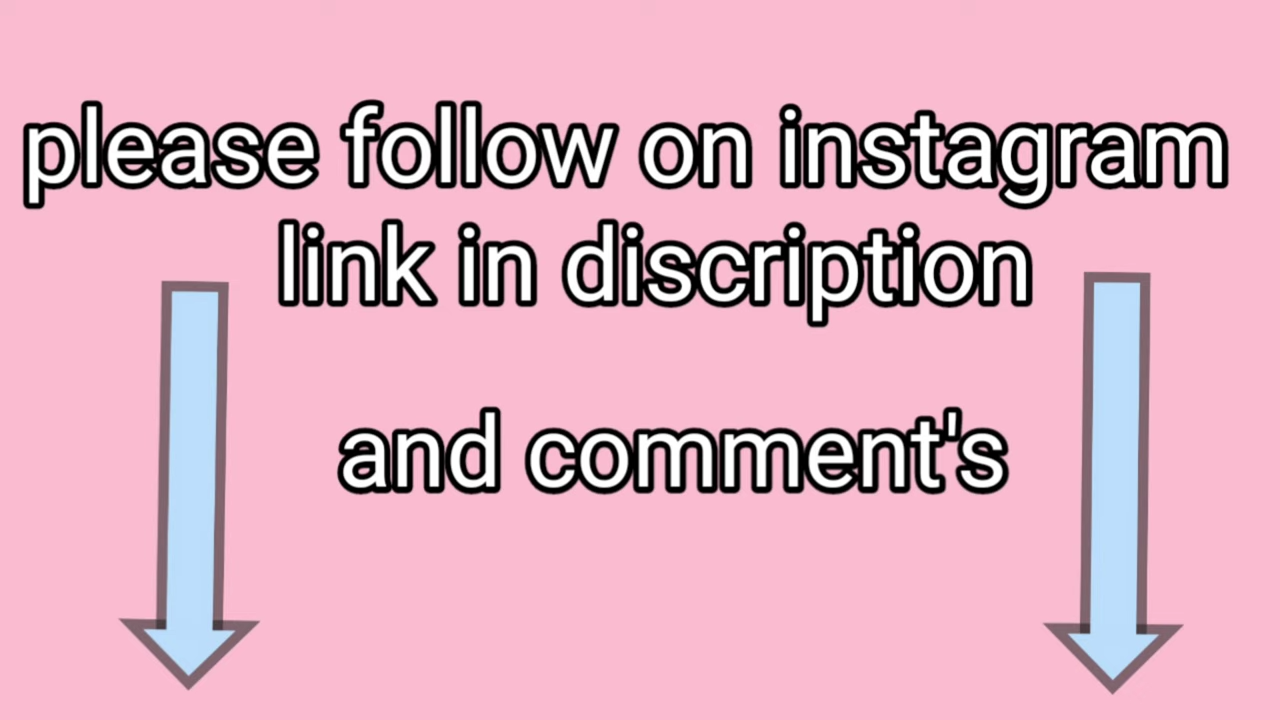 please follow on instagram
link in discription
and comment's